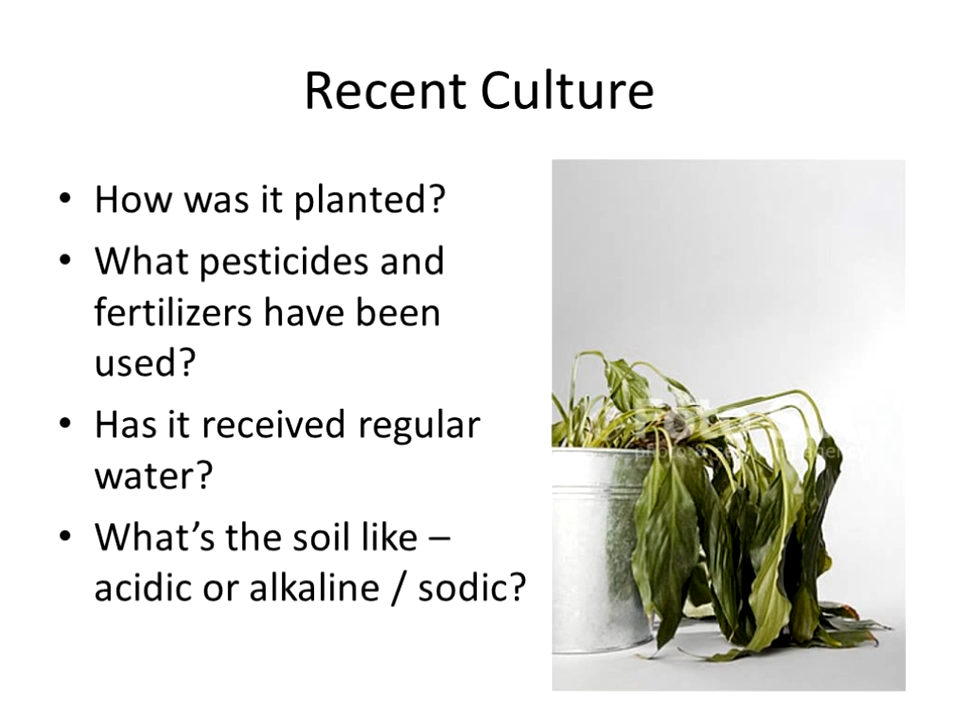 Recent Culture
• How was it planted?
• What pesticides and
fertilizers have been
used?
• Has it received regular
water?
• What’s the soil like –
acidic or alkaline / sodic?